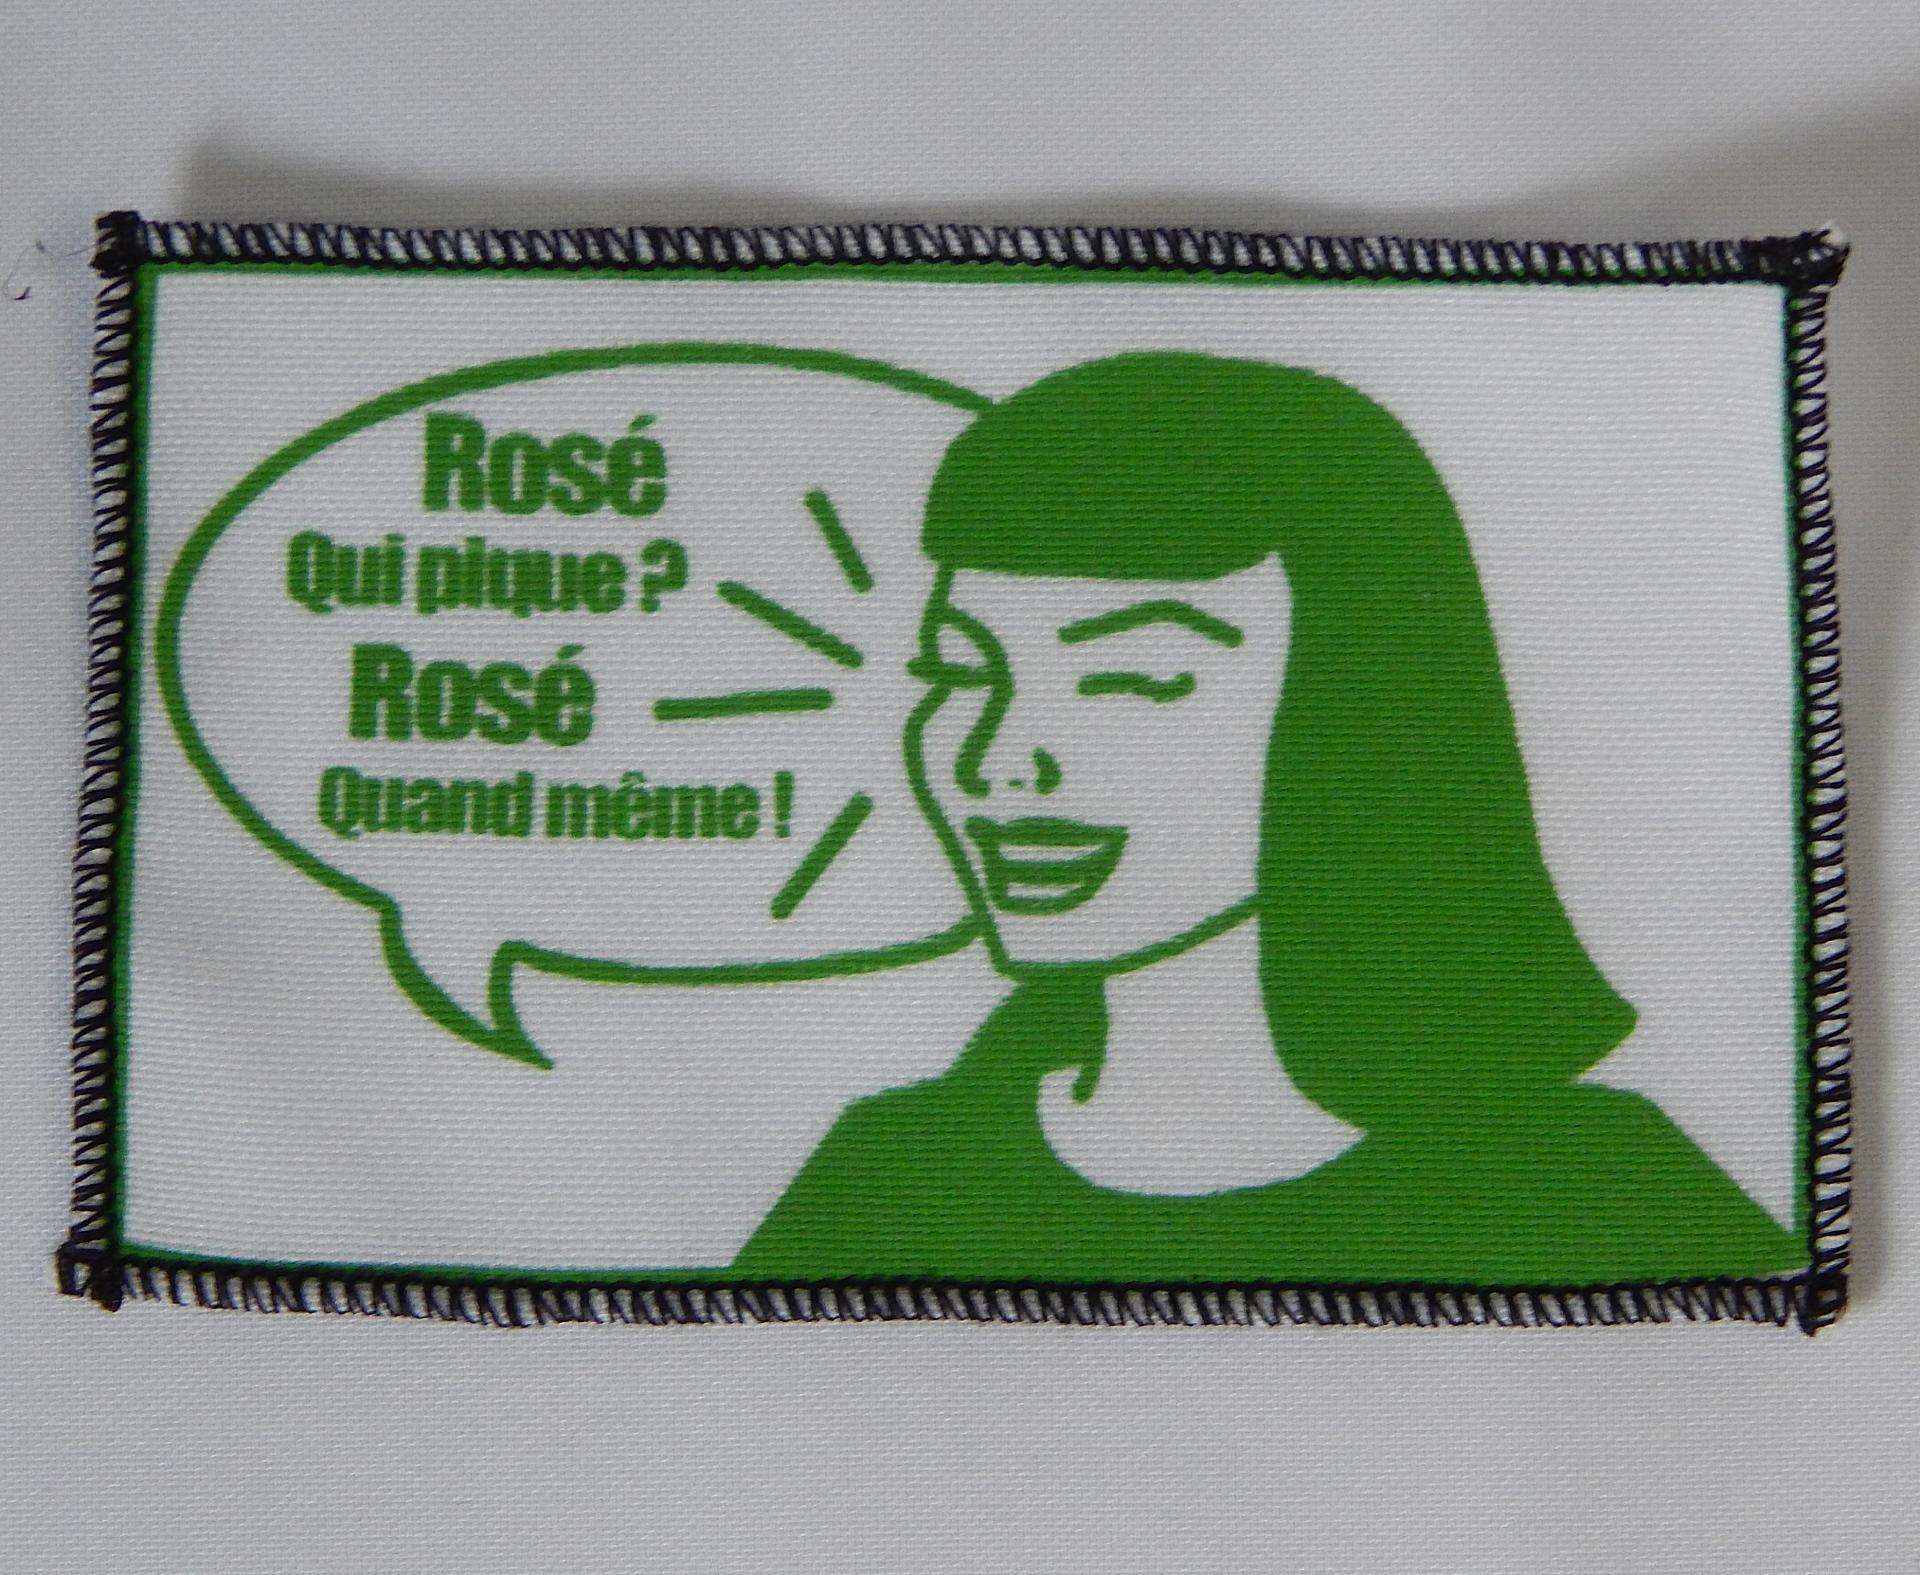 Rosé
Qui pique ?
Rosé
Quand même !